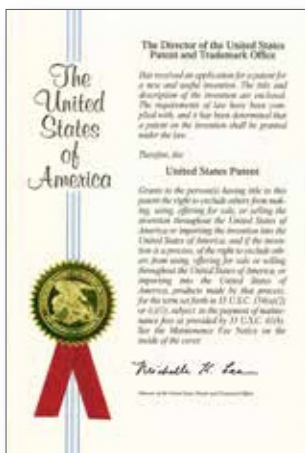 The
United
States
of
America
The Director of the United States
Patent and Trademark Office
Has received an application for a patent for
a new and useful invention. The title and
description of the invention are enclosed.
The requirements of law have been com-
plied with, and it has been determined that
a patent on the invention shall be granted
under the law.
Therefore, this
United States Patent
Grants to the person(s) having title to this
patent the right to exclude others from mak-
ing, using, offering for sale, or selling the
invention throughout the United States of
America or importing the invention into the
United States of America, and if the inven-
tion is a process, of the right to exclude oth-
ers from using, offering for sale or selling
throughout the United States of America, or
importing into the United States of
America, products made by that process,
for the term set forth in 35 U.S.C. 154(a)(2)
or (c)(1), subject to the payment of mainte-
nance fees as provided by 35 U.S.C. 41(b).
See the Maintenance Fee Notice on the
inside of the cover.
Michelle K. Lee